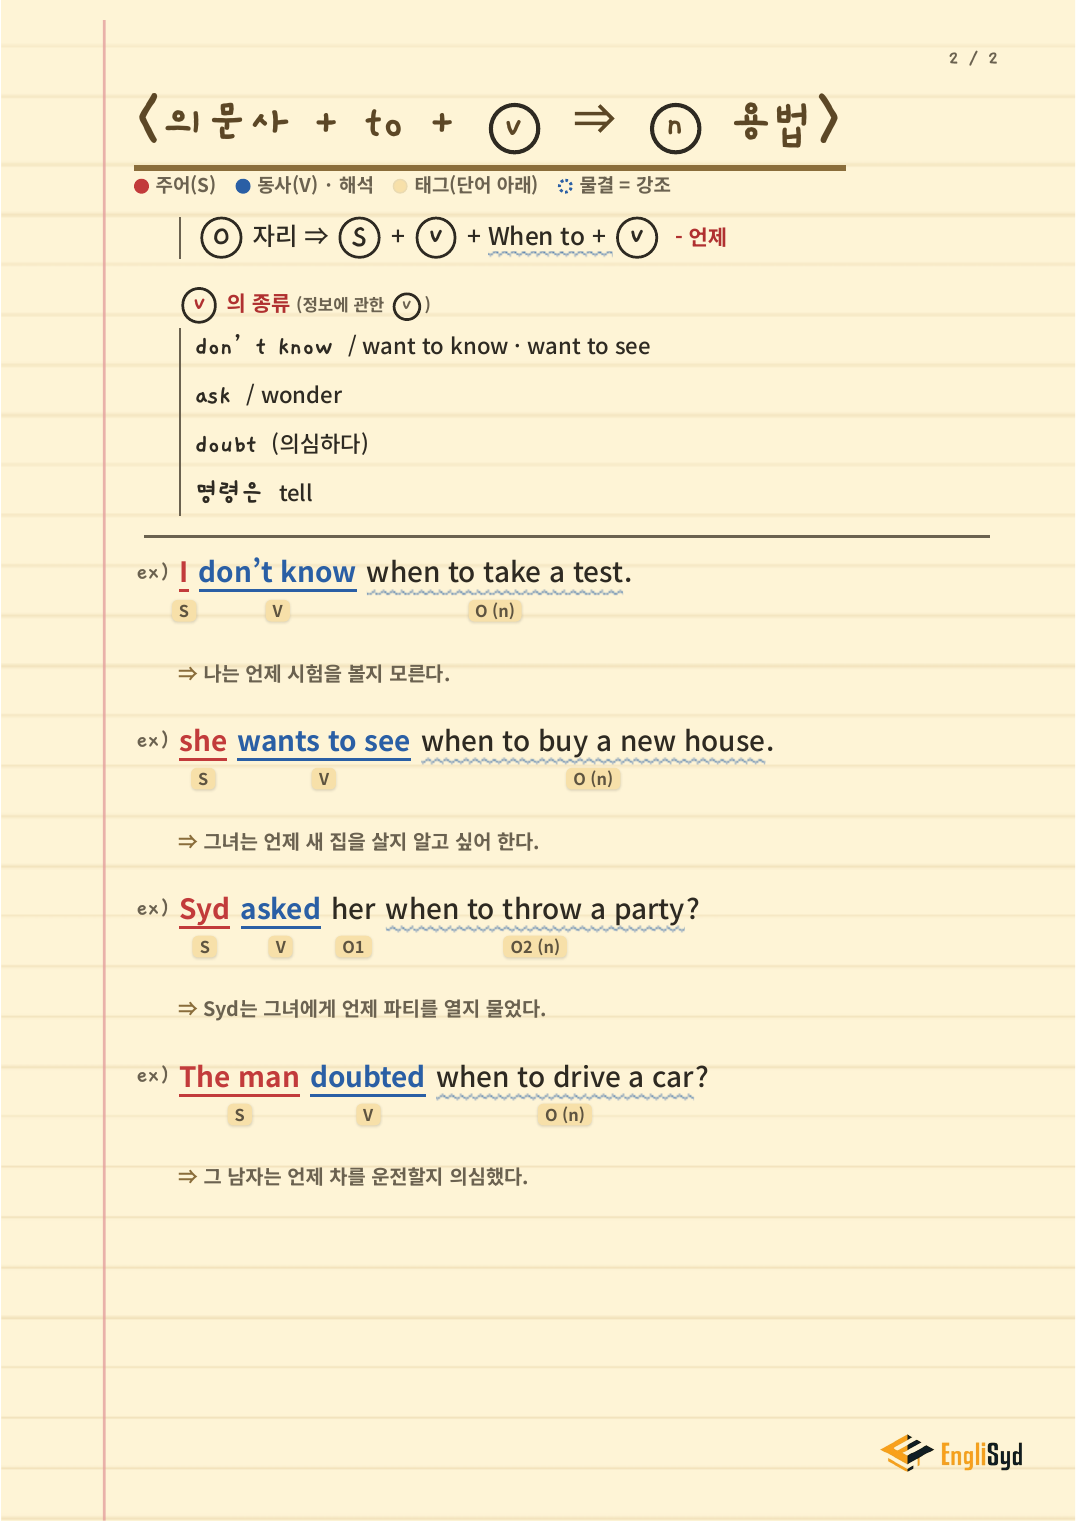 2 / 2
〈의문사 + to + ⓥ ⇒ ⓝ 용법〉
주어(S) 동사(V) · 해석 태그(단어 아래) 물결 = 강조
Ⓞ 자리 ⇒ Ⓢ + ⓥ + When to + ⓥ - 언제
ⓥ 의 종류 (정보에 관한 ⓥ)
don't know / want to know · want to see
ask / wonder
doubt (의심하다)
명령은 tell
ex) I don't know when to take a test.
S V O (n)
⇒ 나는 언제 시험을 볼지 모른다.
ex) she wants to see when to buy a new house.
S V O (n)
⇒ 그녀는 언제 새 집을 살지 알고 싶어 한다.
ex) Syd asked her when to throw a party?
S V O1 O2 (n)
⇒ Syd는 그녀에게 언제 파티를 열지 물었다.
ex) The man doubted when to drive a car?
S V O (n)
⇒ 그 남자는 언제 차를 운전할지 의심했다.
EngliSyd